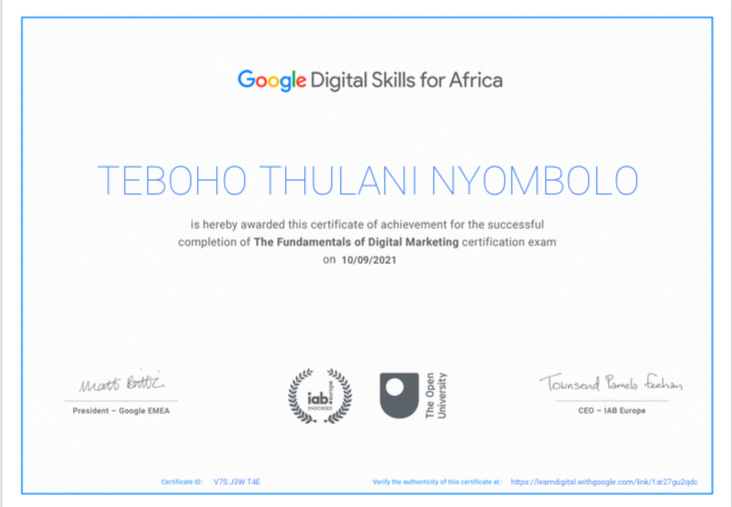 Google Digital Skills for Africa
TEBOHO THULANI NYOMBOLO
is hereby awarded this certificate of achievement for the successful
completion of The Fundamentals of Digital Marketing certification exam
on 10/09/2021
Matt Brittin
Townsend Pamela Feehan
President – Google EMEA
iab.europe
ENDORSED
The Open
University
CEO – IAB Europe
Certificate ID: V7S J3W T4E
Verify the authenticity of this certificate at: https://learndigital.withgoogle.com/link/1ar27gu2qdc